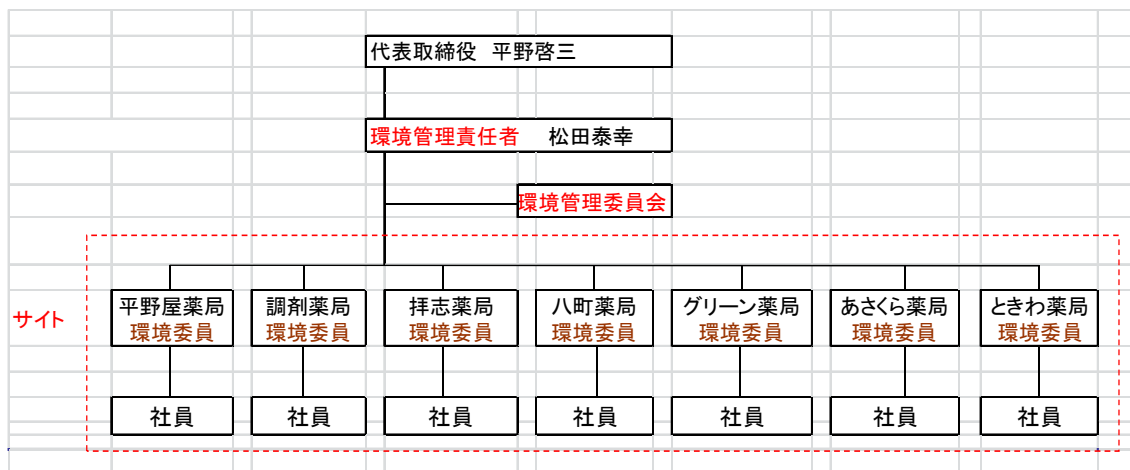 代表取締役 平野啓三
環境管理責任者 松田泰幸
環境管理委員会
サイト
平野屋薬局
環境委員
調剤薬局
環境委員
拝志薬局
環境委員
八町薬局
環境委員
グリーン薬局
環境委員
あさくら薬局
環境委員
ときわ薬局
環境委員
社員
社員
社員
社員
社員
社員
社員